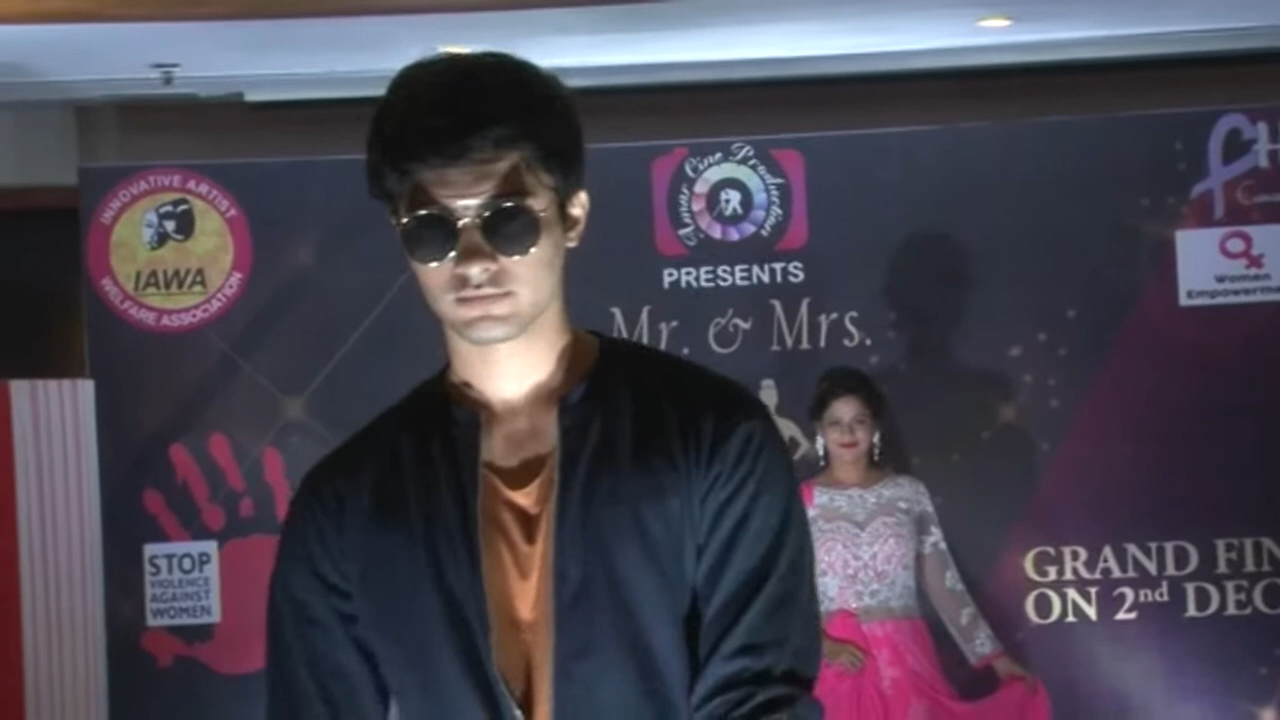 INNOVATIVE ARTIST
IAWA
WELFARE ASSOCIATION
Amar Cine Production
PRESENTS
Mr. & Mrs.
Women
STOP
VIOLENCE
AGAINST
WOMEN
GRAND FIN
ON 2nd DEC